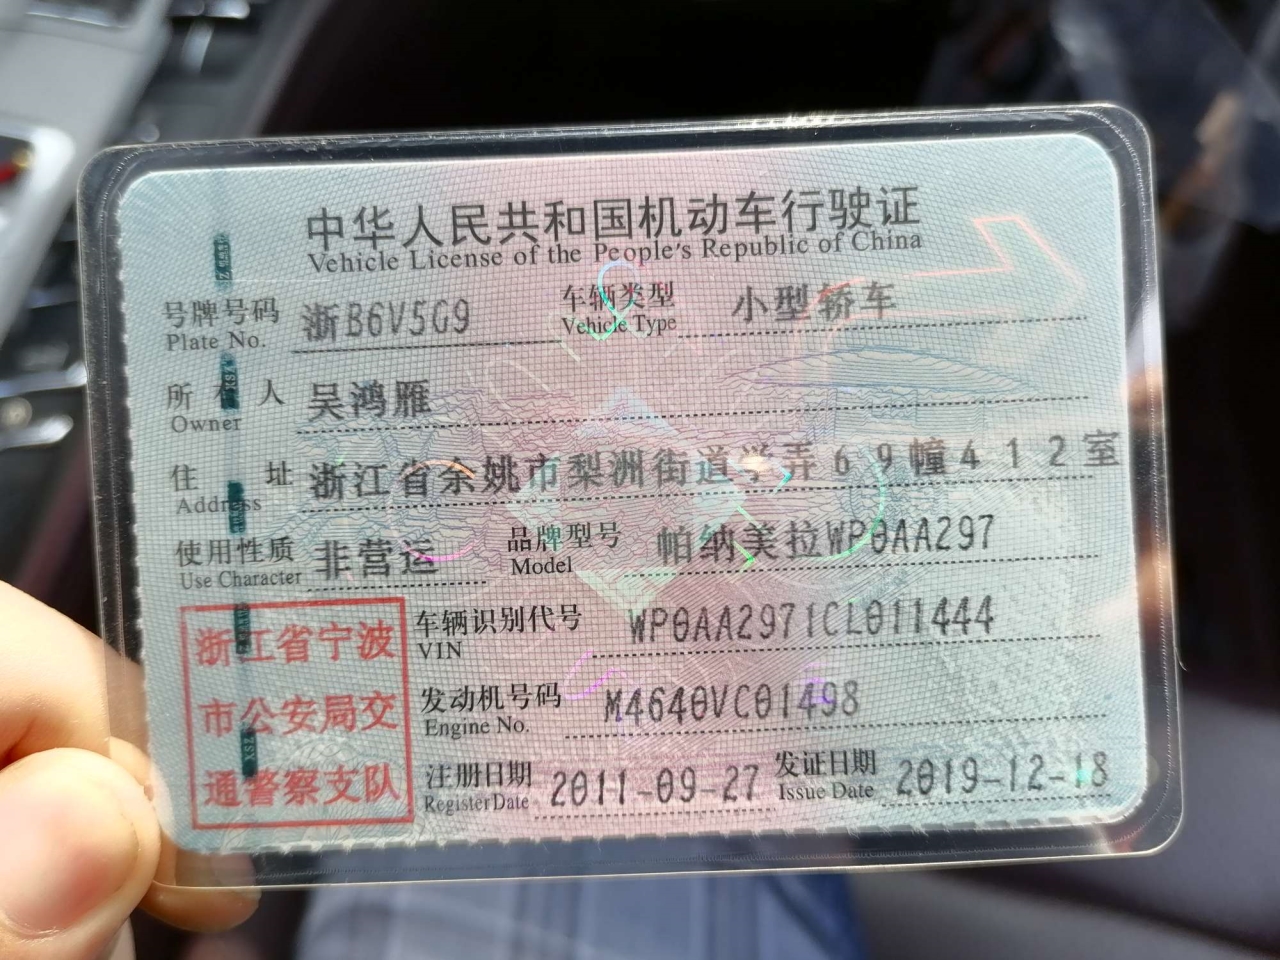 中华人民共和国机动车行驶证
Vehicle License of the People's Republic of China
号牌号码 浙B6V5G9 车辆类型 小型轿车
Plate No. Vehicle Type
所有人 吴鸿雁
Owner
住址 浙江省余姚市梨洲街道学弄69幢412室
Address
使用性质 非营运 品牌型号 帕纳美拉WP0AA297
Use Character Model
浙江省宁波
市公安局交
通警察支队
车辆识别代号 WP0AA2971CL011444
VIN
发动机号码 M4640VC01498
Engine No.
注册日期 2011-09-27 发证日期 2019-12-18
Register Date Issue Date